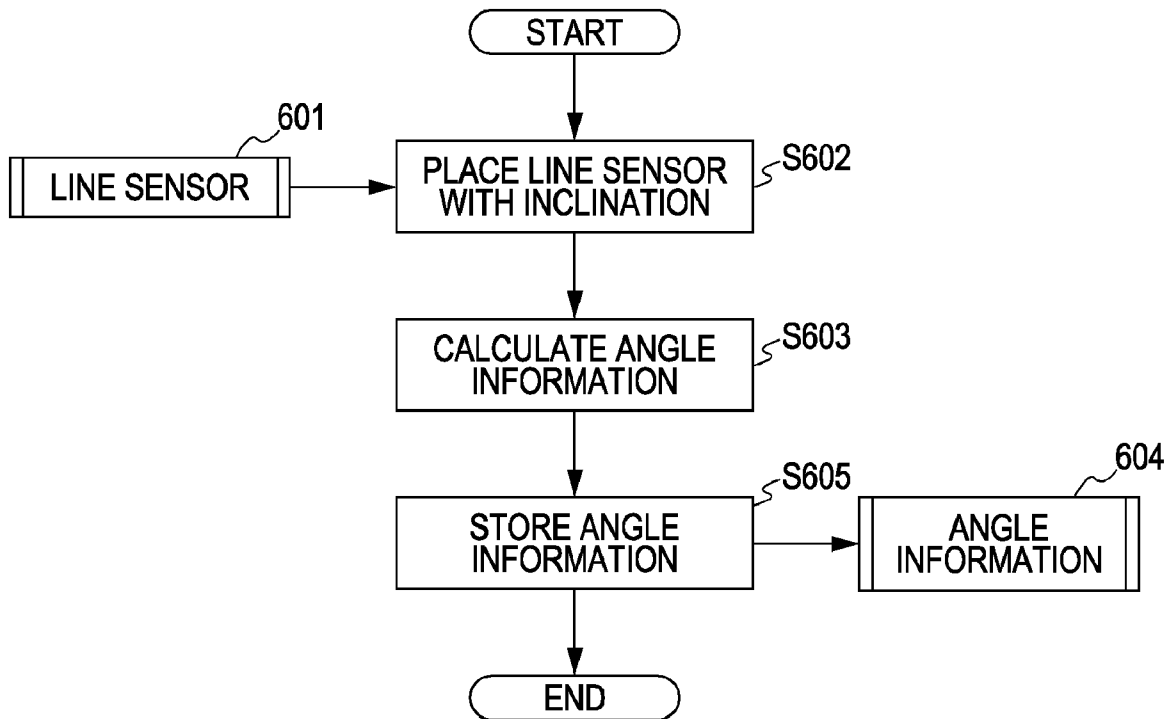 START
601
LINE SENSOR
PLACE LINE SENSOR
WITH INCLINATION
S602
CALCULATE ANGLE
INFORMATION
S603
STORE ANGLE
INFORMATION
S605
604
ANGLE
INFORMATION
END